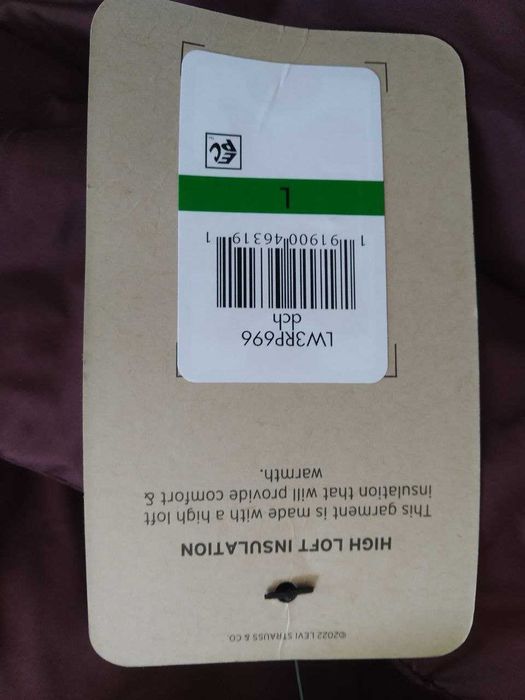 ©2022 LEVI STRAUSS & CO.
HIGH LOFT INSULATION
This garment is made with a high loft
insulation that will provide comfort &
warmth.
LW3RP696
dch
1 91900 46319 1
L
EPC